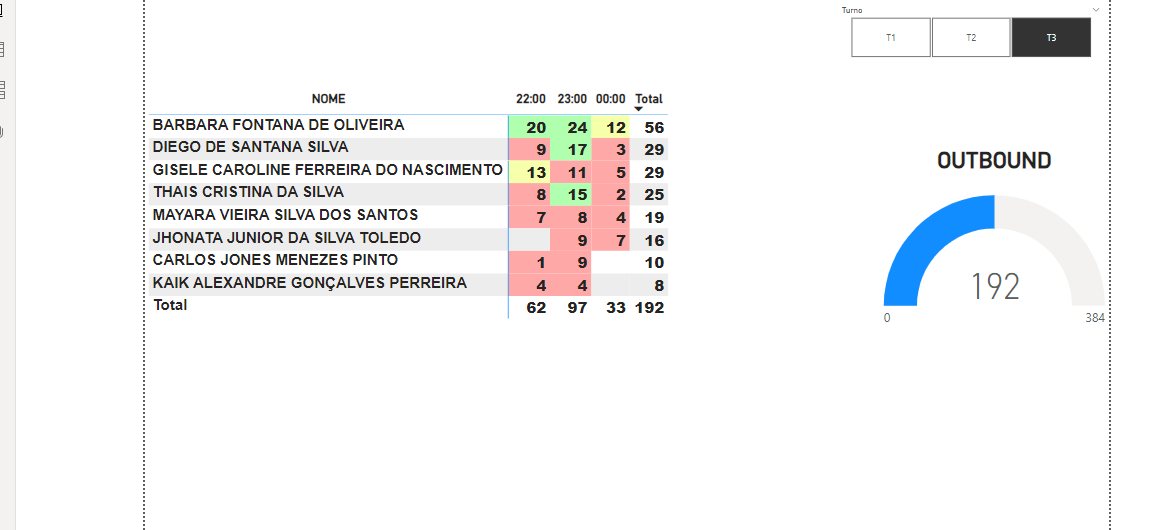 Turno
T1 T2 T3
NOME 22:00 23:00 00:00 Total
BARBARA FONTANA DE OLIVEIRA 20 24 12 56
DIEGO DE SANTANA SILVA 9 17 3 29
GISELE CAROLINE FERREIRA DO NASCIMENTO 13 11 5 29
THAIS CRISTINA DA SILVA 8 15 2 25
MAYARA VIEIRA SILVA DOS SANTOS 7 8 4 19
JHONATA JUNIOR DA SILVA TOLEDO 9 7 16
CARLOS JONES MENEZES PINTO 1 9 10
KAIK ALEXANDRE GONÇALVES PERREIRA 4 4 8
Total 62 97 33 192
OUTBOUND
192
0 384